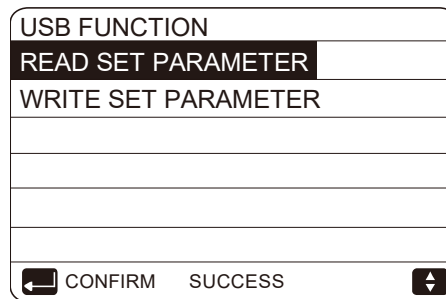 USB FUNCTION
READ SET PARAMETER
WRITE SET PARAMETER
CONFIRM SUCCESS